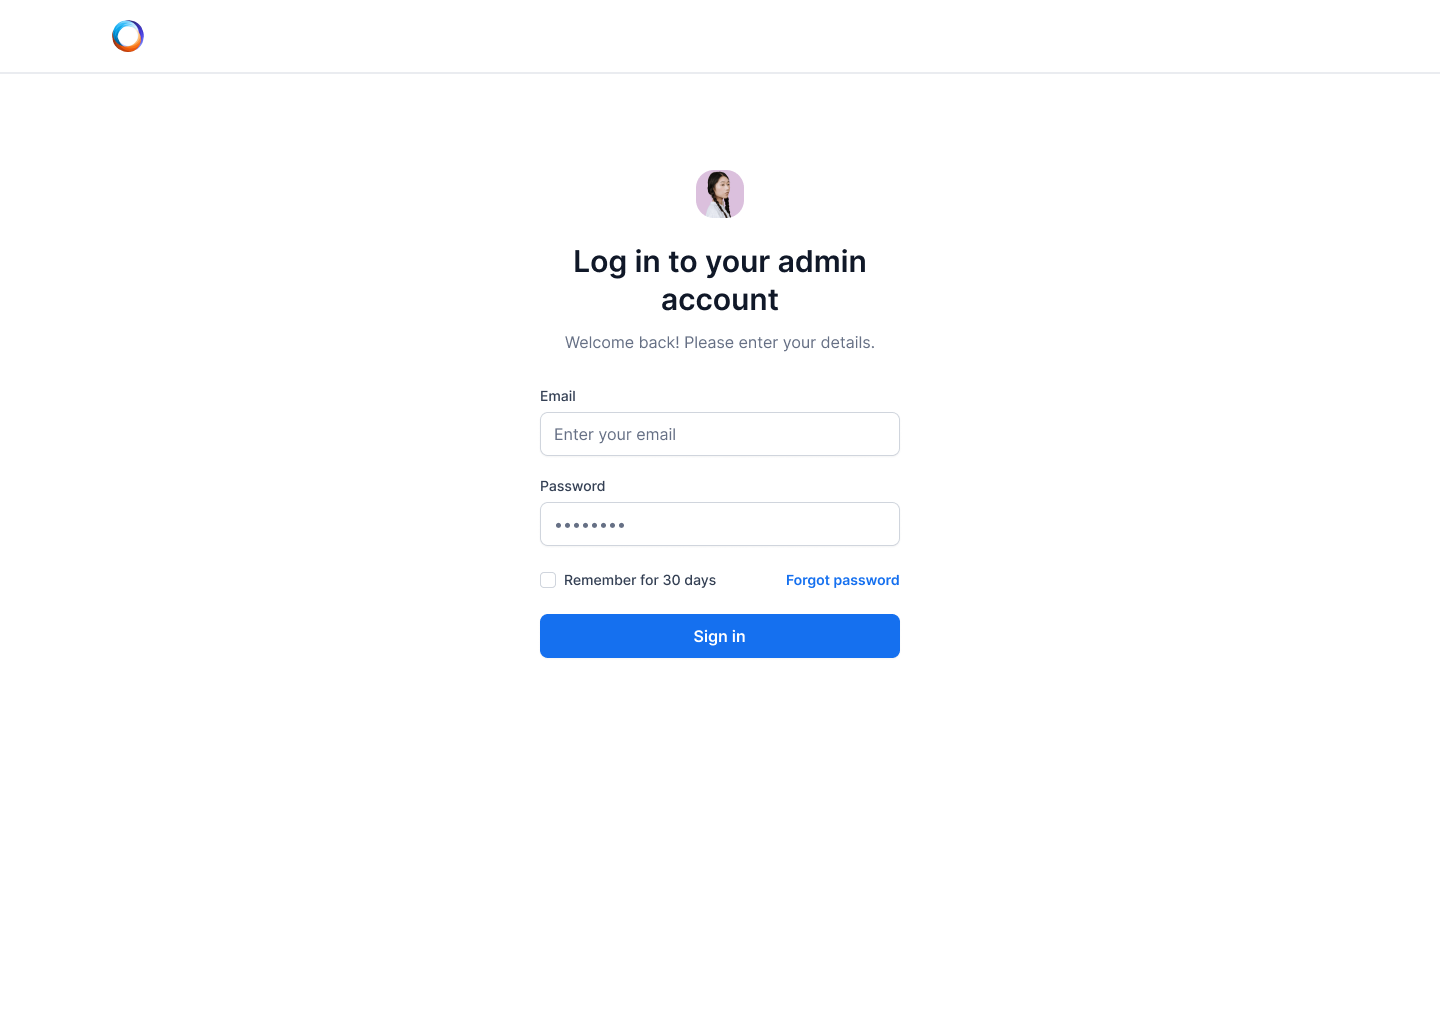 Log in to your admin
account
Welcome back! Please enter your details.
Email
Enter your email
Password
••••••••
Remember for 30 days
Forgot password
Sign in